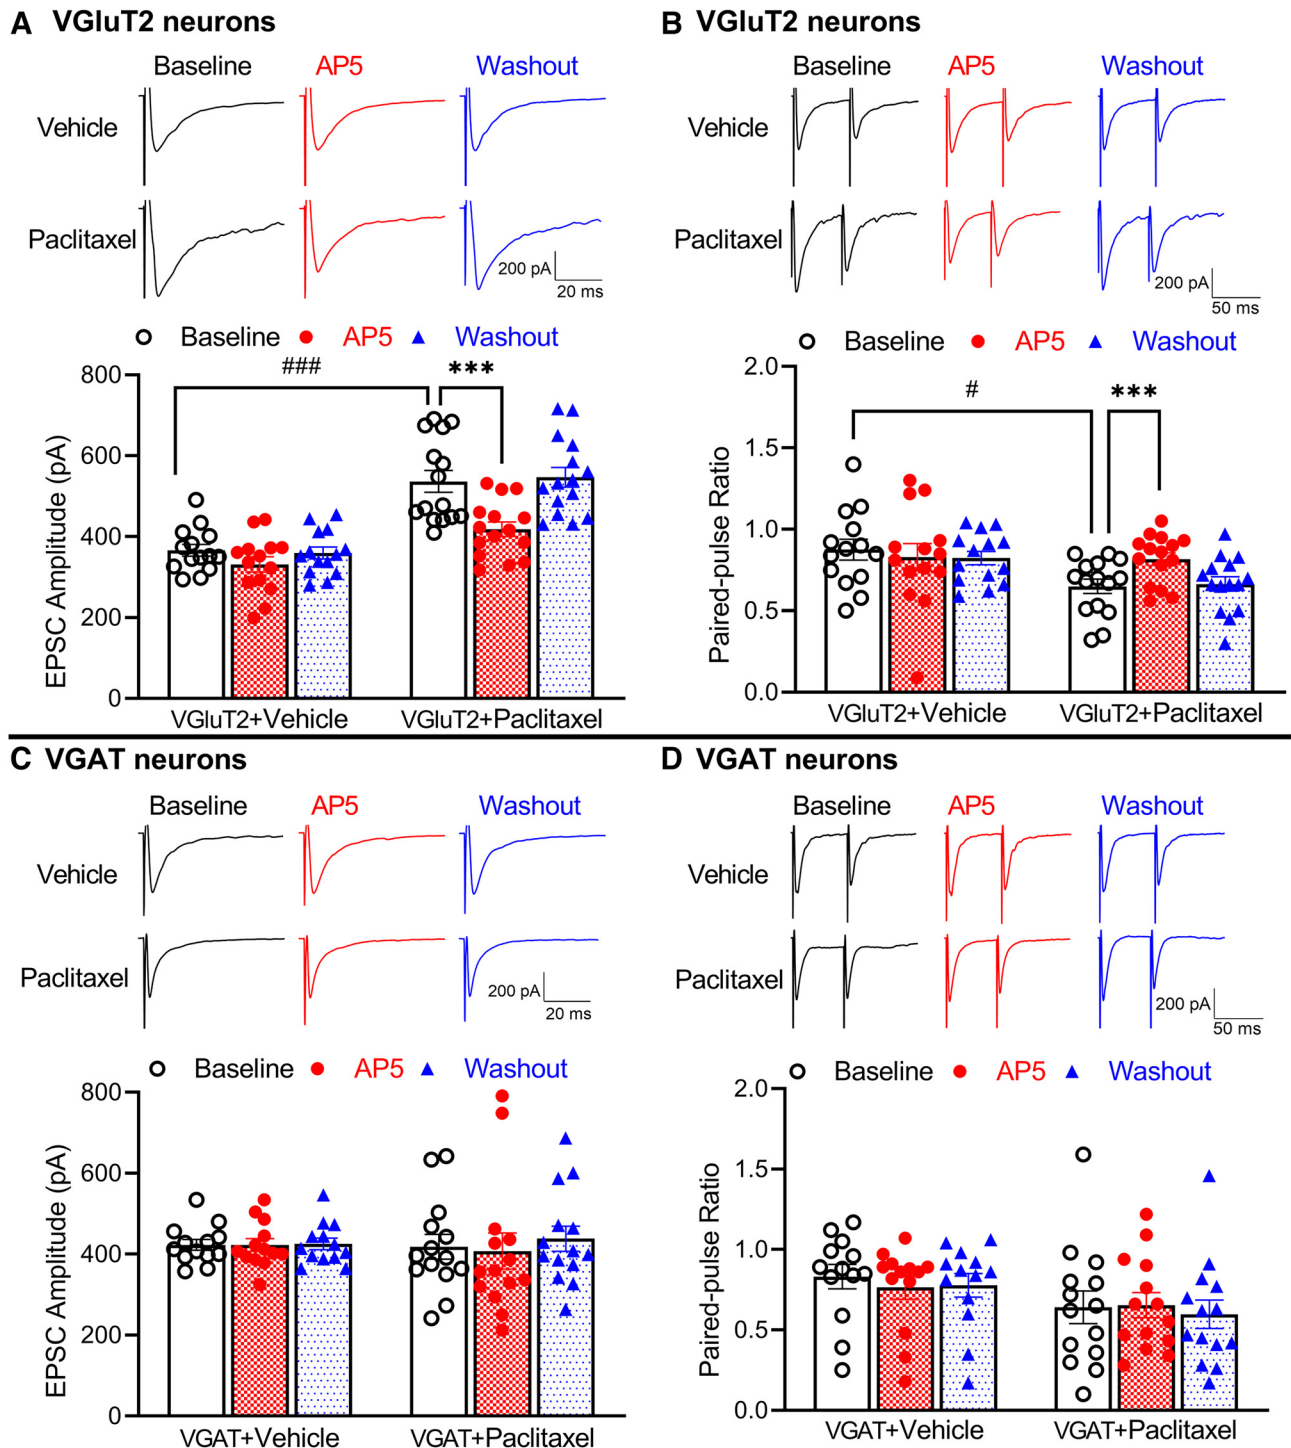 A VGluT2 neurons
Baseline AP5 Washout
Vehicle
Paclitaxel
200 pA
20 ms
Baseline AP5 Washout
### ***
800
600
400
200
0
EPSC Amplitude (pA)
VGluT2+Vehicle VGluT2+Paclitaxel
B VGluT2 neurons
Baseline AP5 Washout
Vehicle
Paclitaxel
200 pA
50 ms
Baseline AP5 Washout
# ***
2.0
1.5
1.0
0.5
0.0
Paired-pulse Ratio
VGluT2+Vehicle VGluT2+Paclitaxel
C VGAT neurons
Baseline AP5 Washout
Vehicle
Paclitaxel
200 pA
20 ms
Baseline AP5 Washout
800
600
400
200
0
EPSC Amplitude (pA)
VGAT+Vehicle VGAT+Paclitaxel
D VGAT neurons
Baseline AP5 Washout
Vehicle
Paclitaxel
200 pA
50 ms
Baseline AP5 Washout
2.0
1.5
1.0
0.5
0.0
Paired-pulse Ratio
VGAT+Vehicle VGAT+Paclitaxel